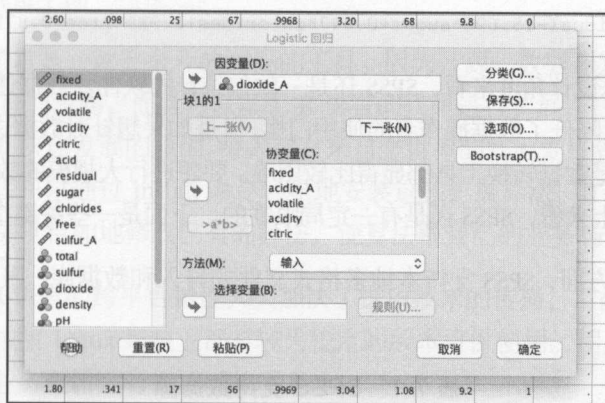 2.60 .098 25 67 .9968 3.20 .68 9.8 0
Logistic 回归
fixed
acidity_A
volatile
acidity
citric
acid
residual
sugar
chlorides
free
sulfur_A
total
sulfur
dioxide
density
pH
因变量(D):
dioxide_A
块1的1
上一张(V) 下一张(N)
协变量(C):
fixed
acidity_A
volatile
acidity
citric
>a*b>
方法(M): 输入
选择变量(B):
规则(U)...
分类(G)...
保存(S)...
选项(O)...
Bootstrap(T)...
帮助 重置(R) 粘贴(P) 取消 确定
1.80 .341 17 56 .9969 3.04 1.08 9.2 1